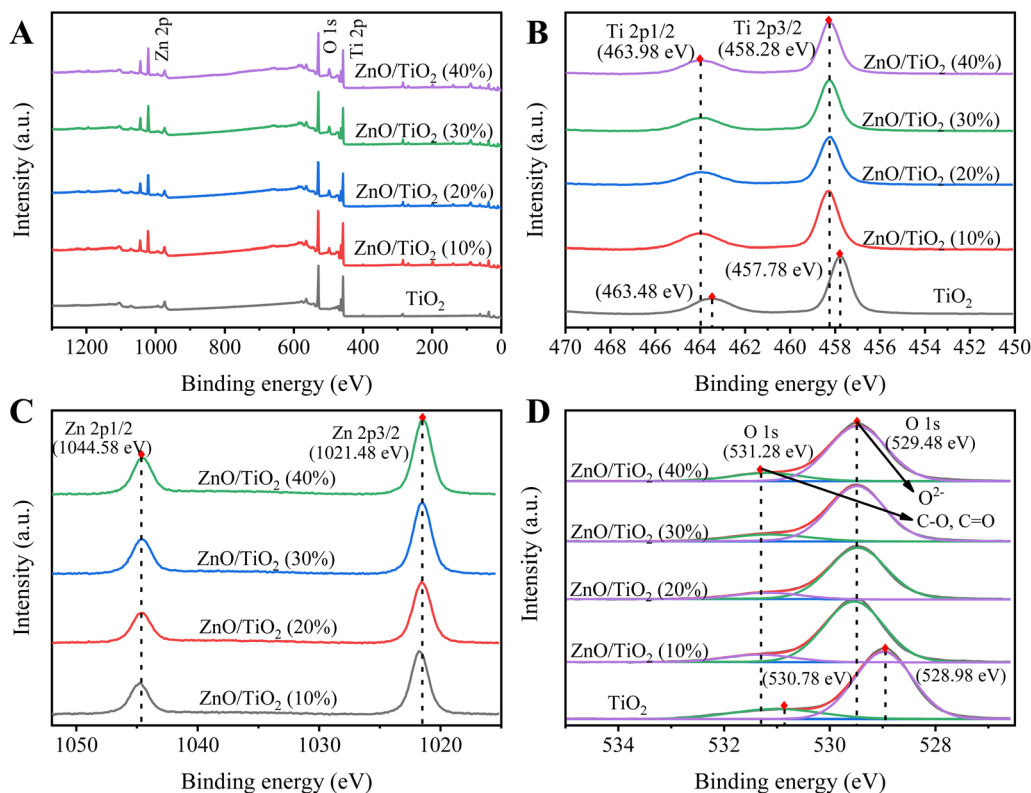 A
Zn 2p
O 1s
Ti 2p
ZnO/TiO₂ (40%)
ZnO/TiO₂ (30%)
ZnO/TiO₂ (20%)
ZnO/TiO₂ (10%)
TiO₂
Intensity (a.u.)
1200 1000 800 600 400 200 0
Binding energy (eV)
B
Ti 2p1/2
(463.98 eV)
Ti 2p3/2
(458.28 eV)
ZnO/TiO₂ (40%)
ZnO/TiO₂ (30%)
ZnO/TiO₂ (20%)
ZnO/TiO₂ (10%)
(457.78 eV)
(463.48 eV)
TiO₂
Intensity (a.u.)
470 468 466 464 462 460 458 456 454 452 450
Binding energy (eV)
C
Zn 2p1/2
(1044.58 eV)
Zn 2p3/2
(1021.48 eV)
ZnO/TiO₂ (40%)
ZnO/TiO₂ (30%)
ZnO/TiO₂ (20%)
ZnO/TiO₂ (10%)
Intensity (a.u.)
1050 1040 1030 1020
Binding energy (eV)
D
O 1s
(531.28 eV)
O 1s
(529.48 eV)
ZnO/TiO₂ (40%)
O²⁻
C-O, C=O
ZnO/TiO₂ (30%)
ZnO/TiO₂ (20%)
ZnO/TiO₂ (10%)
(530.78 eV)
(528.98 eV)
TiO₂
Intensity (a.u.)
534 532 530 528
Binding energy (eV)